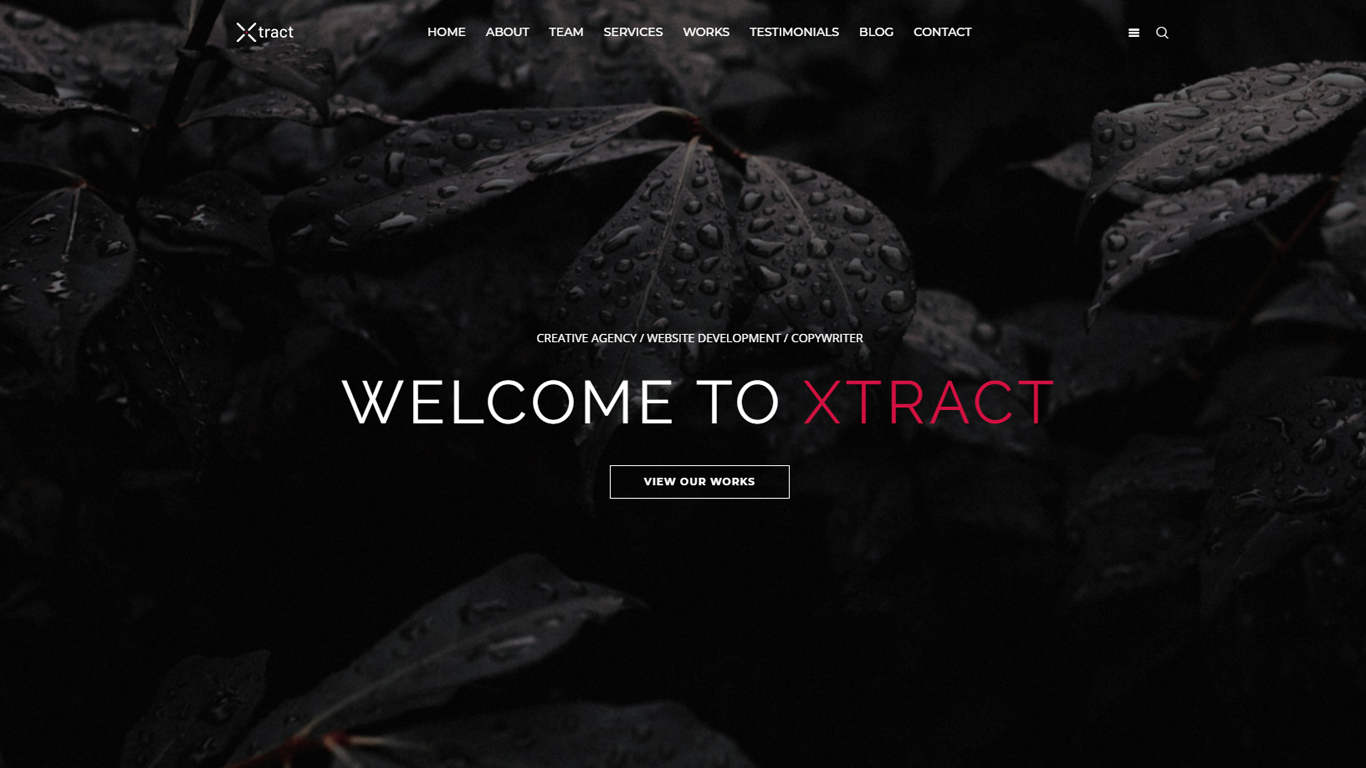 Xtract
HOME ABOUT TEAM SERVICES WORKS TESTIMONIALS BLOG CONTACT
CREATIVE AGENCY / WEBSITE DEVELOPMENT / COPYWRITER
WELCOME TO XTRACT
VIEW OUR WORKS